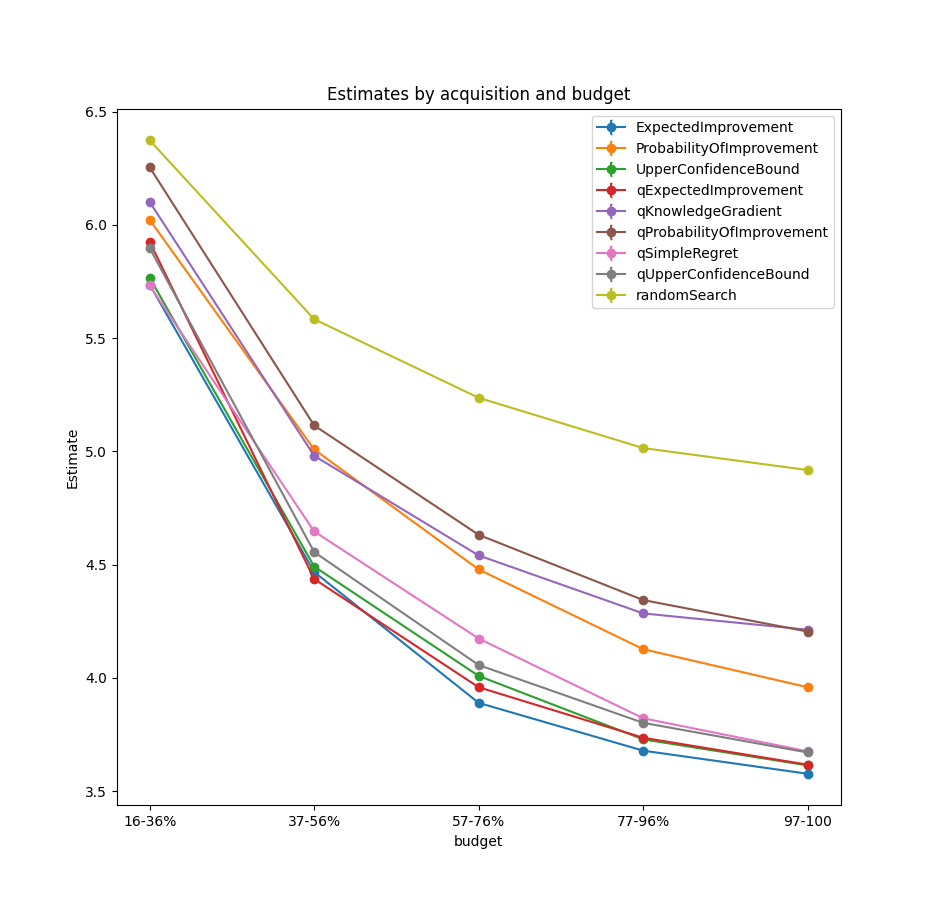 Estimates by acquisition and budget
6.5
6.0
5.5
5.0
4.5
4.0
3.5
Estimate
ExpectedImprovement
ProbabilityOfImprovement
UpperConfidenceBound
qExpectedImprovement
qKnowledgeGradient
qProbabilityOfImprovement
qSimpleRegret
qUpperConfidenceBound
randomSearch
16-36% 37-56% 57-76% 77-96% 97-100
budget